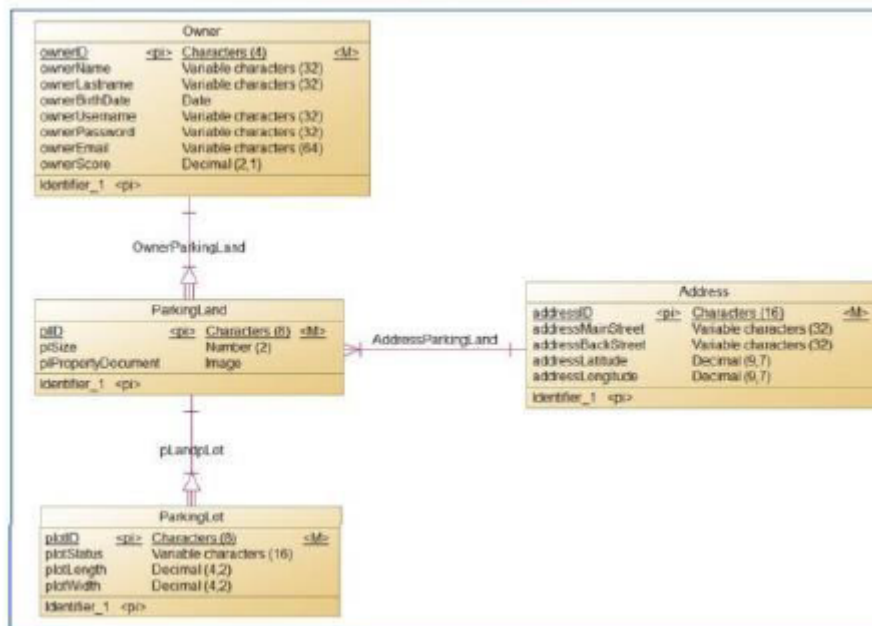 Owner
ownerID <pi> Characters (4) <M>
ownerName Variable characters (32)
ownerLastname Variable characters (32)
ownerBirthDate Date
ownerUsername Variable characters (32)
ownerPassword Variable characters (32)
ownerEmail Variable characters (64)
ownerScore Decimal (2,1)
Identifier_1 <pi>
OwnerParkingLand
ParkingLand
plID <pi> Characters (8) <M>
plSize Number (2)
plPropertyDocument Image
Identifier_1 <pi>
AddressParkingLand
Address
addressID <pi> Characters (16) <M>
addressMainStreet Variable characters (32)
addressBackStreet Variable characters (32)
addressLatitude Decimal (9,7)
addressLongitude Decimal (9,7)
Identifier_1 <pi>
pLandpLot
ParkingLot
plotID <pi> Characters (8) <M>
plotStatus Variable characters (16)
plotLength Decimal (4,2)
plotWidth Decimal (4,2)
Identifier_1 <pi>